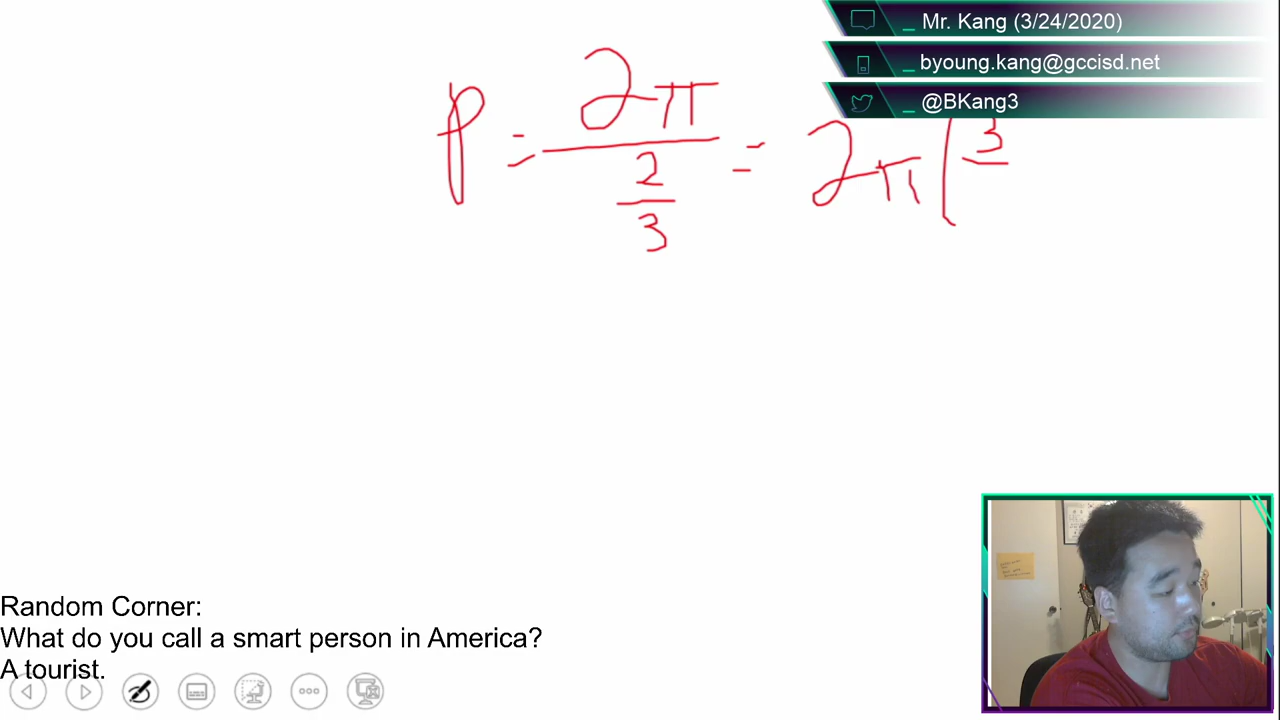 _ Mr. Kang (3/24/2020)
_ byoung.kang@gccisd.net
_ @BKang3
p = 2π / (2/3) = 2π (3
Random Corner:
What do you call a smart person in America?
A tourist.